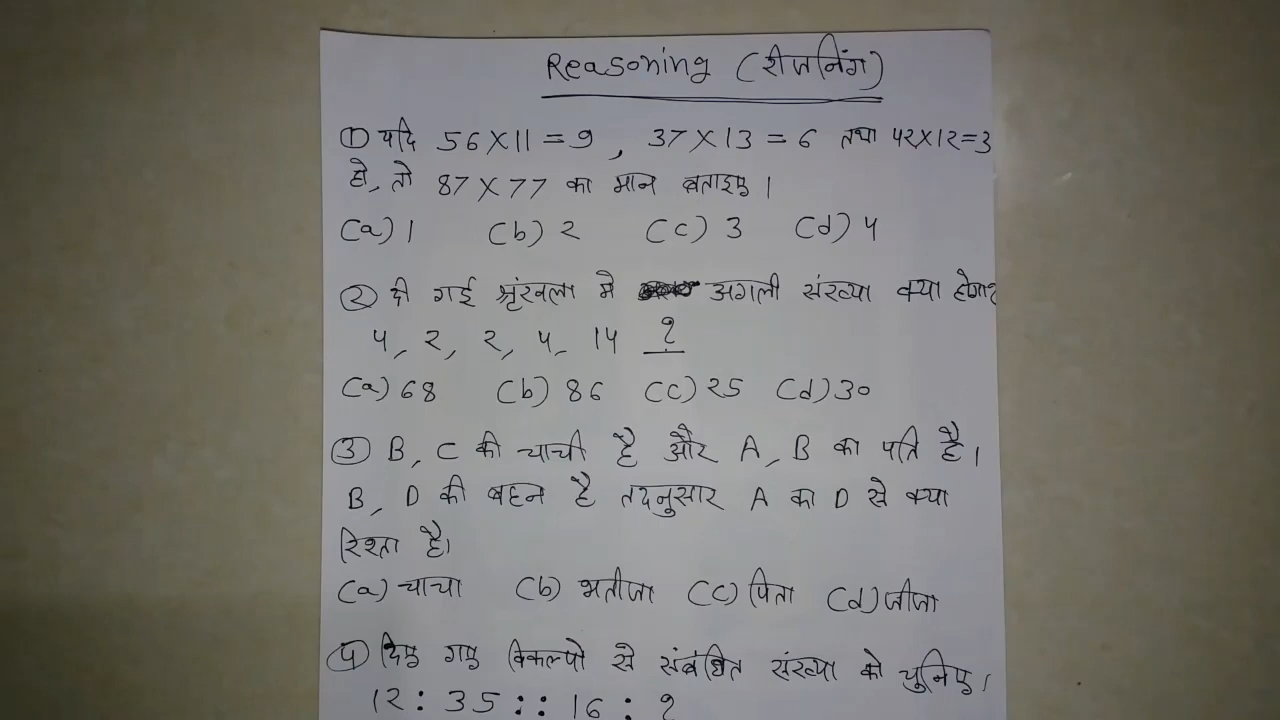 Reasoning (रीजनिंग)
① यदि 56×11=9 , 37×13=6 तथा 42×12=3
हो, तो 87×77 का मान बताइए।
(a) 1 (b) 2 (c) 3 (d) 4
② दी गई श्रृंखला मे अगली संख्या क्या होगा?
4, 2, 2, 4, 14 ?
(a) 68 (b) 86 (c) 25 (d) 30
③ B, C की चाची है और A, B का पति है।
B, D की बहन है तदनुसार A का D से क्या
रिश्ता है।
(a) चाचा (b) भतीजा (c) पिता (d) जीजा
④ दिए गए विकल्पो से संबंधित संख्या को चुनिए।
12 : 35 :: 16 : ?